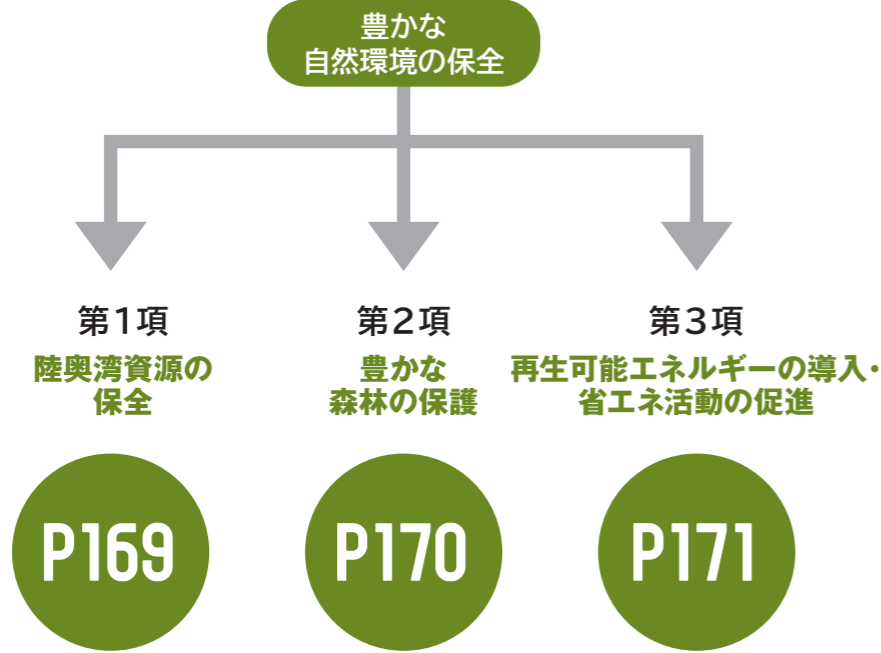 豊かな
自然環境の保全
第1項
陸奥湾資源の
保全
P169
第2項
豊かな
森林の保護
P170
第3項
再生可能エネルギーの導入・
省エネ活動の促進
P171